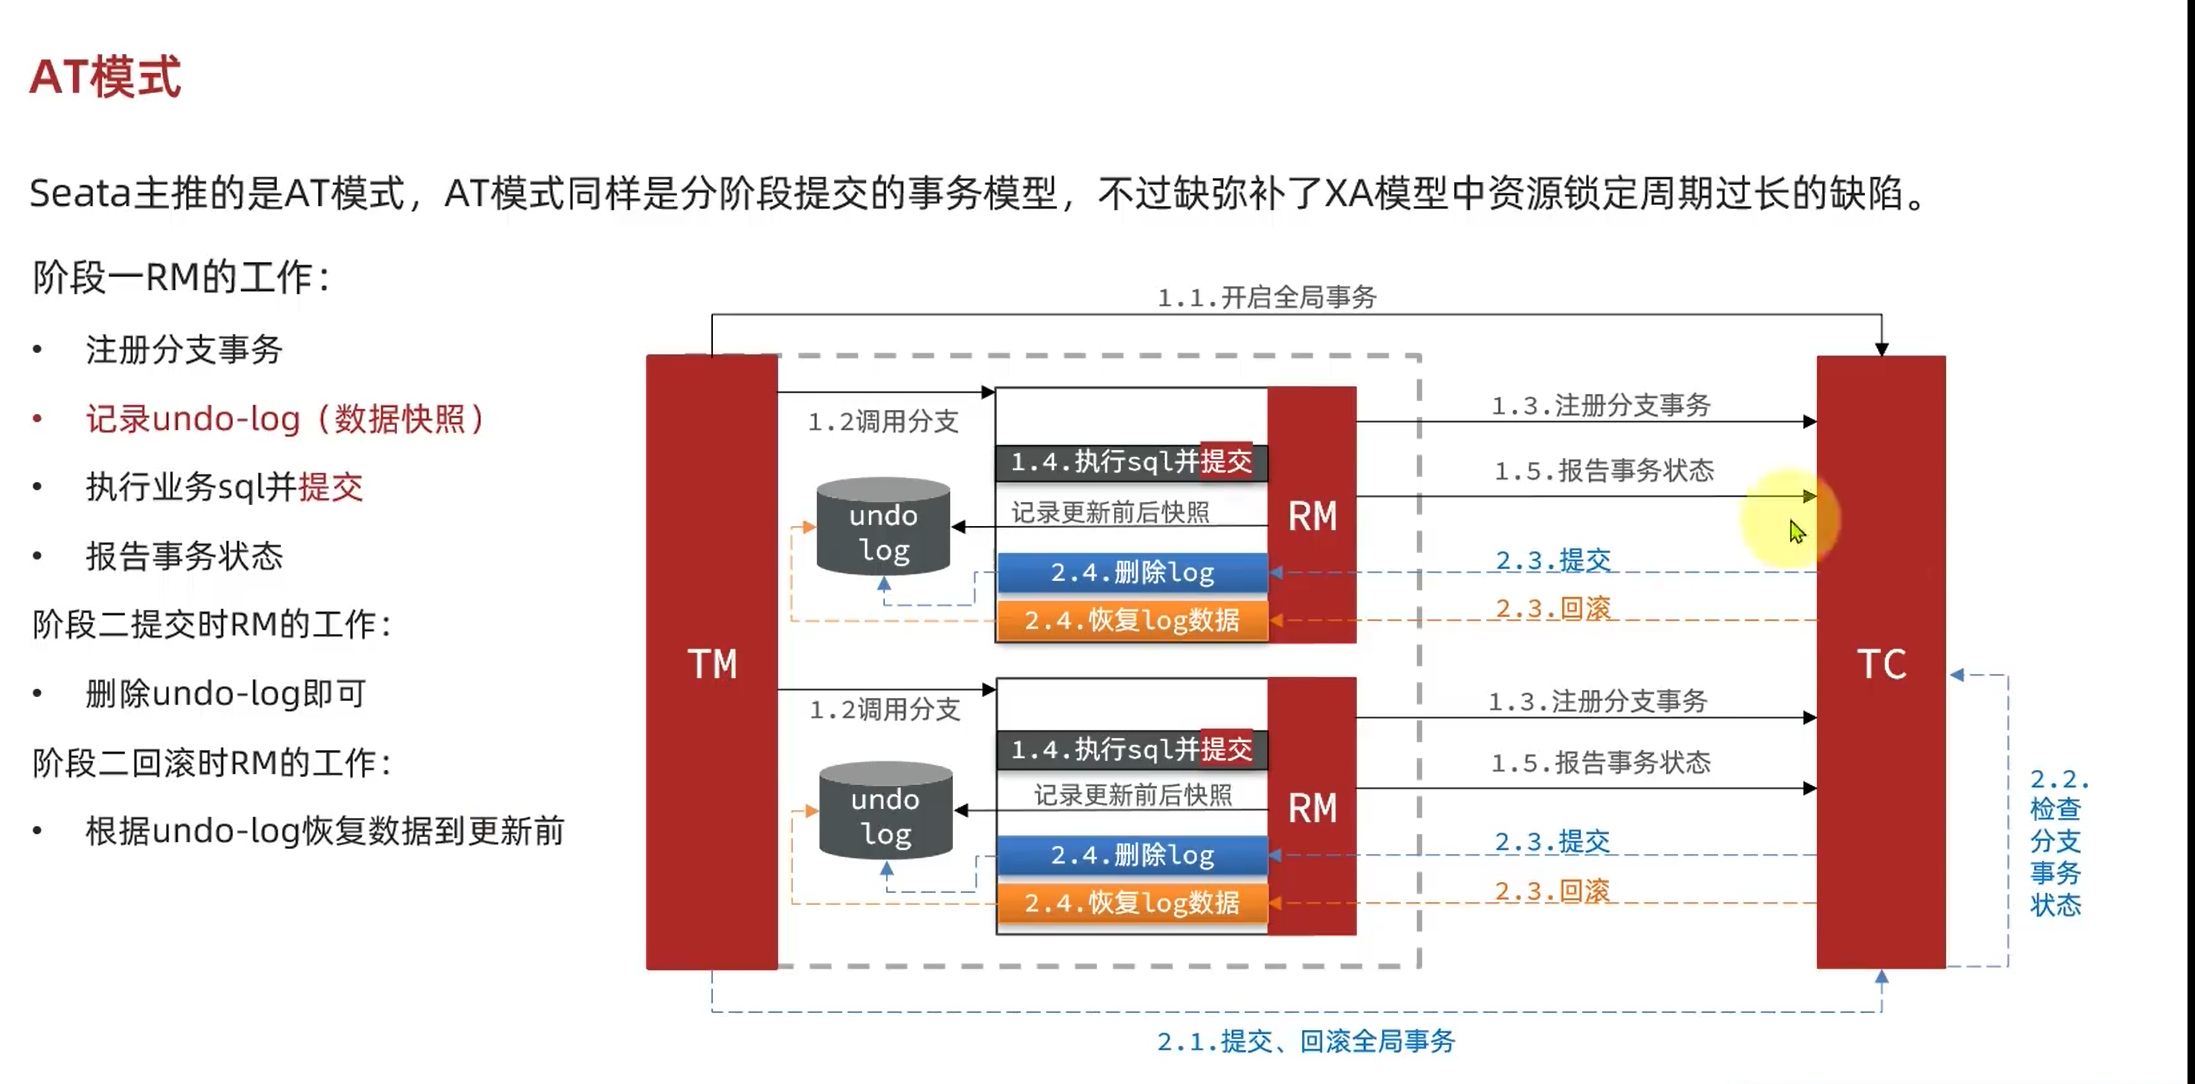 AT模式
Seata主推的是AT模式，AT模式同样是分阶段提交的事务模型，不过缺弥补了XA模型中资源锁定周期过长的缺陷。
阶段一RM的工作：
• 注册分支事务
• 记录undo-log（数据快照）
• 执行业务sql并提交
• 报告事务状态
阶段二提交时RM的工作：
• 删除undo-log即可
阶段二回滚时RM的工作：
• 根据undo-log恢复数据到更新前
1.1.开启全局事务
TM
1.2调用分支
1.4.执行sql并提交
记录更新前后快照
undo
log
2.4.删除log
2.4.恢复log数据
RM
1.3.注册分支事务
1.5.报告事务状态
2.3.提交
2.3.回滚
1.2调用分支
1.4.执行sql并提交
记录更新前后快照
undo
log
2.4.删除log
2.4.恢复log数据
RM
1.3.注册分支事务
1.5.报告事务状态
2.3.提交
2.3.回滚
TC
2.2.
检查
分支
事务
状态
2.1.提交、回滚全局事务